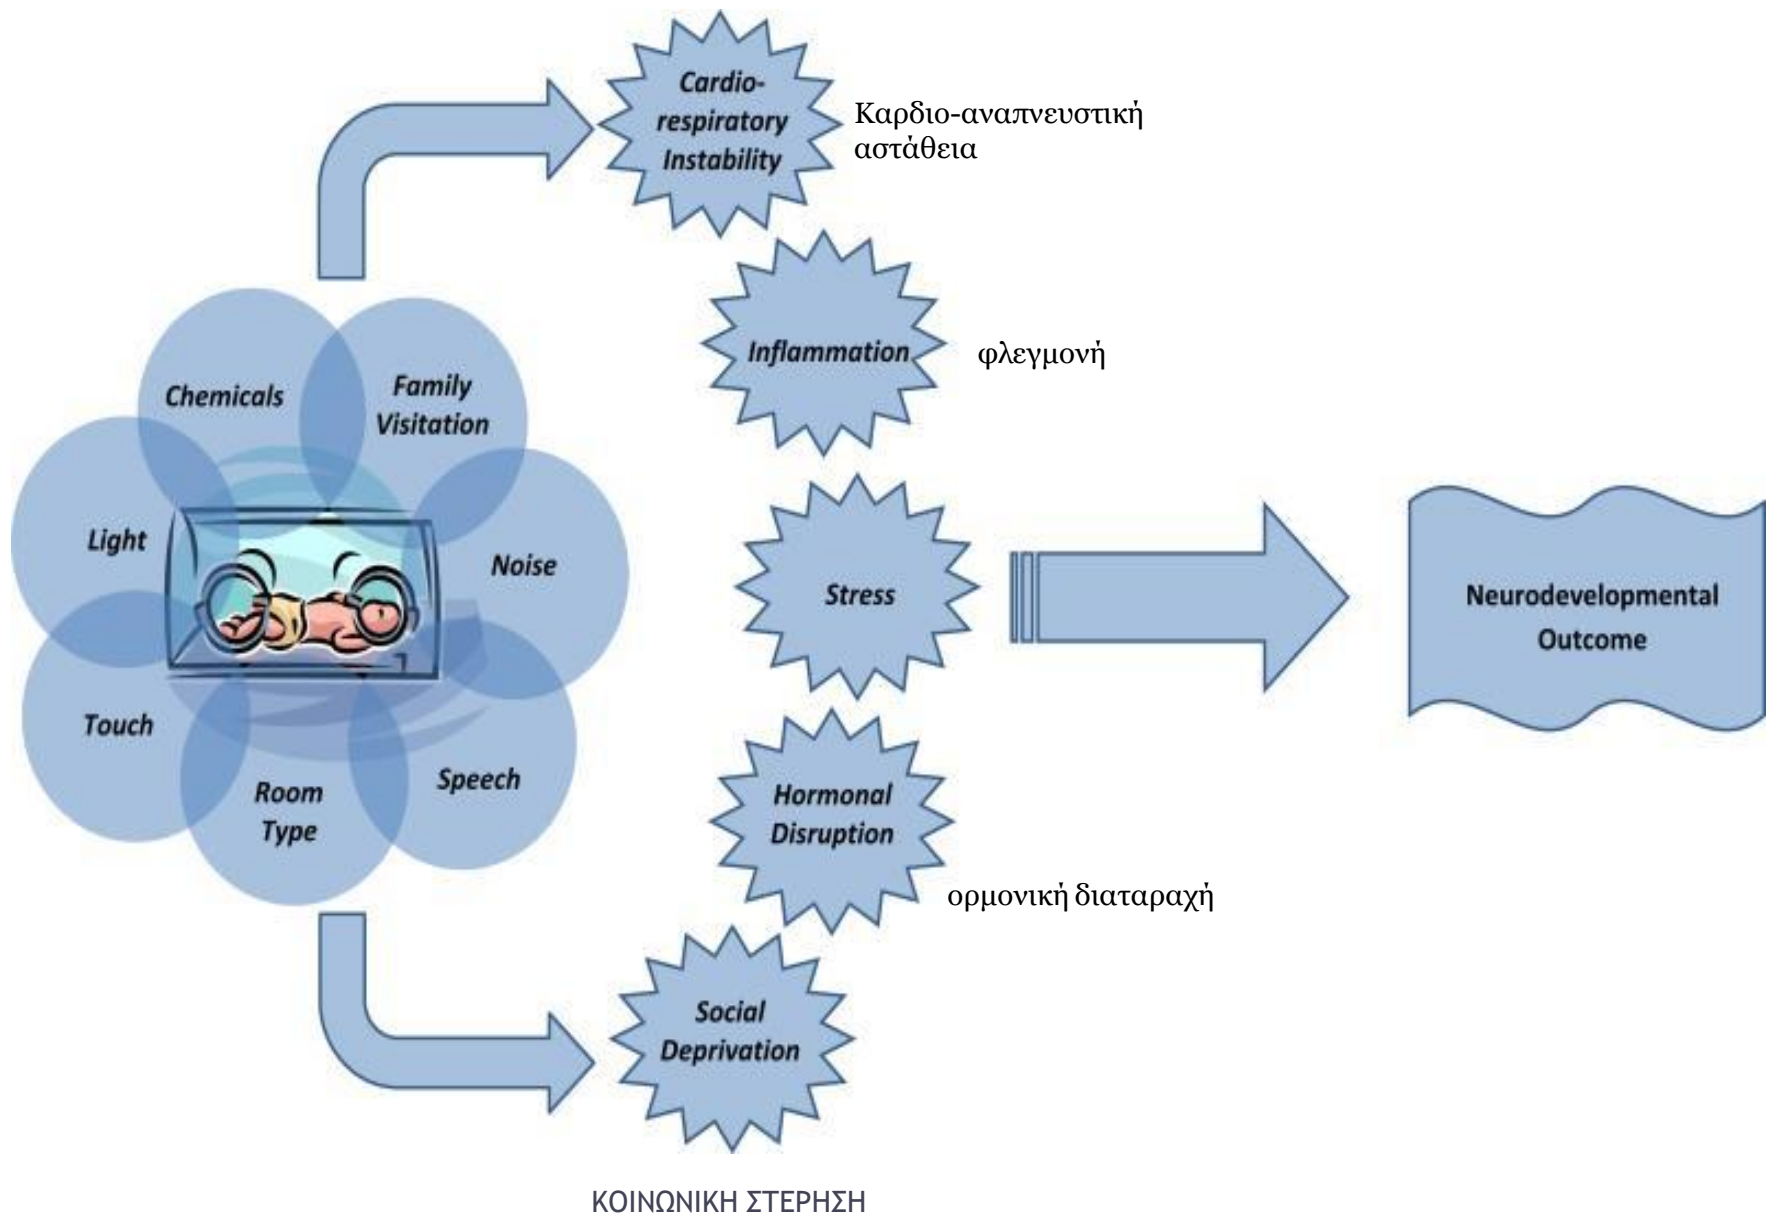 Cardio-
respiratory
Instability
Καρδιο-αναπνευστική
αστάθεια
Inflammation
φλεγμονή
Chemicals
Family
Visitation
Light
Noise
Touch
Speech
Room
Type
Stress
Neurodevelopmental
Outcome
Hormonal
Disruption
ορμονική διαταραχή
Social
Deprivation
ΚΟΙΝΩΝΙΚΗ ΣΤΕΡΗΣΗ